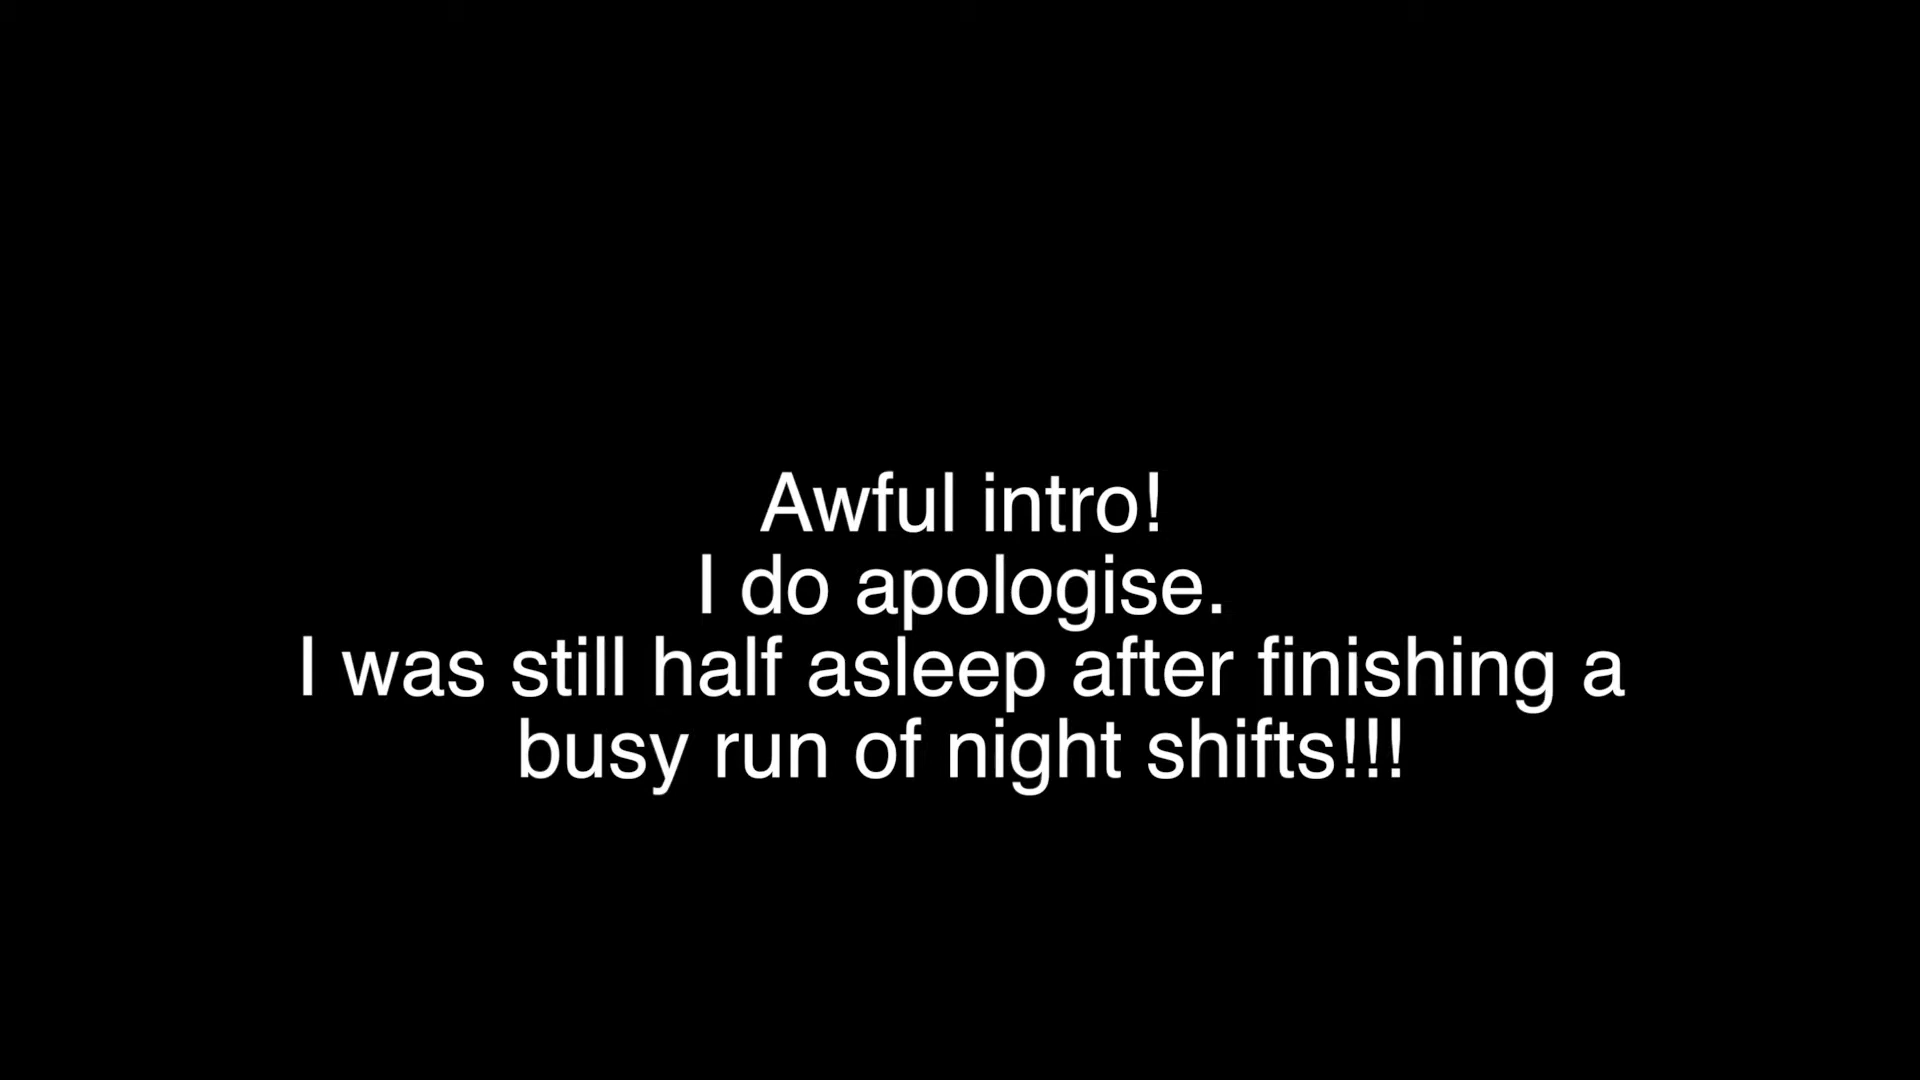 Awful intro!
I do apologise.
I was still half asleep after finishing a
busy run of night shifts!!!